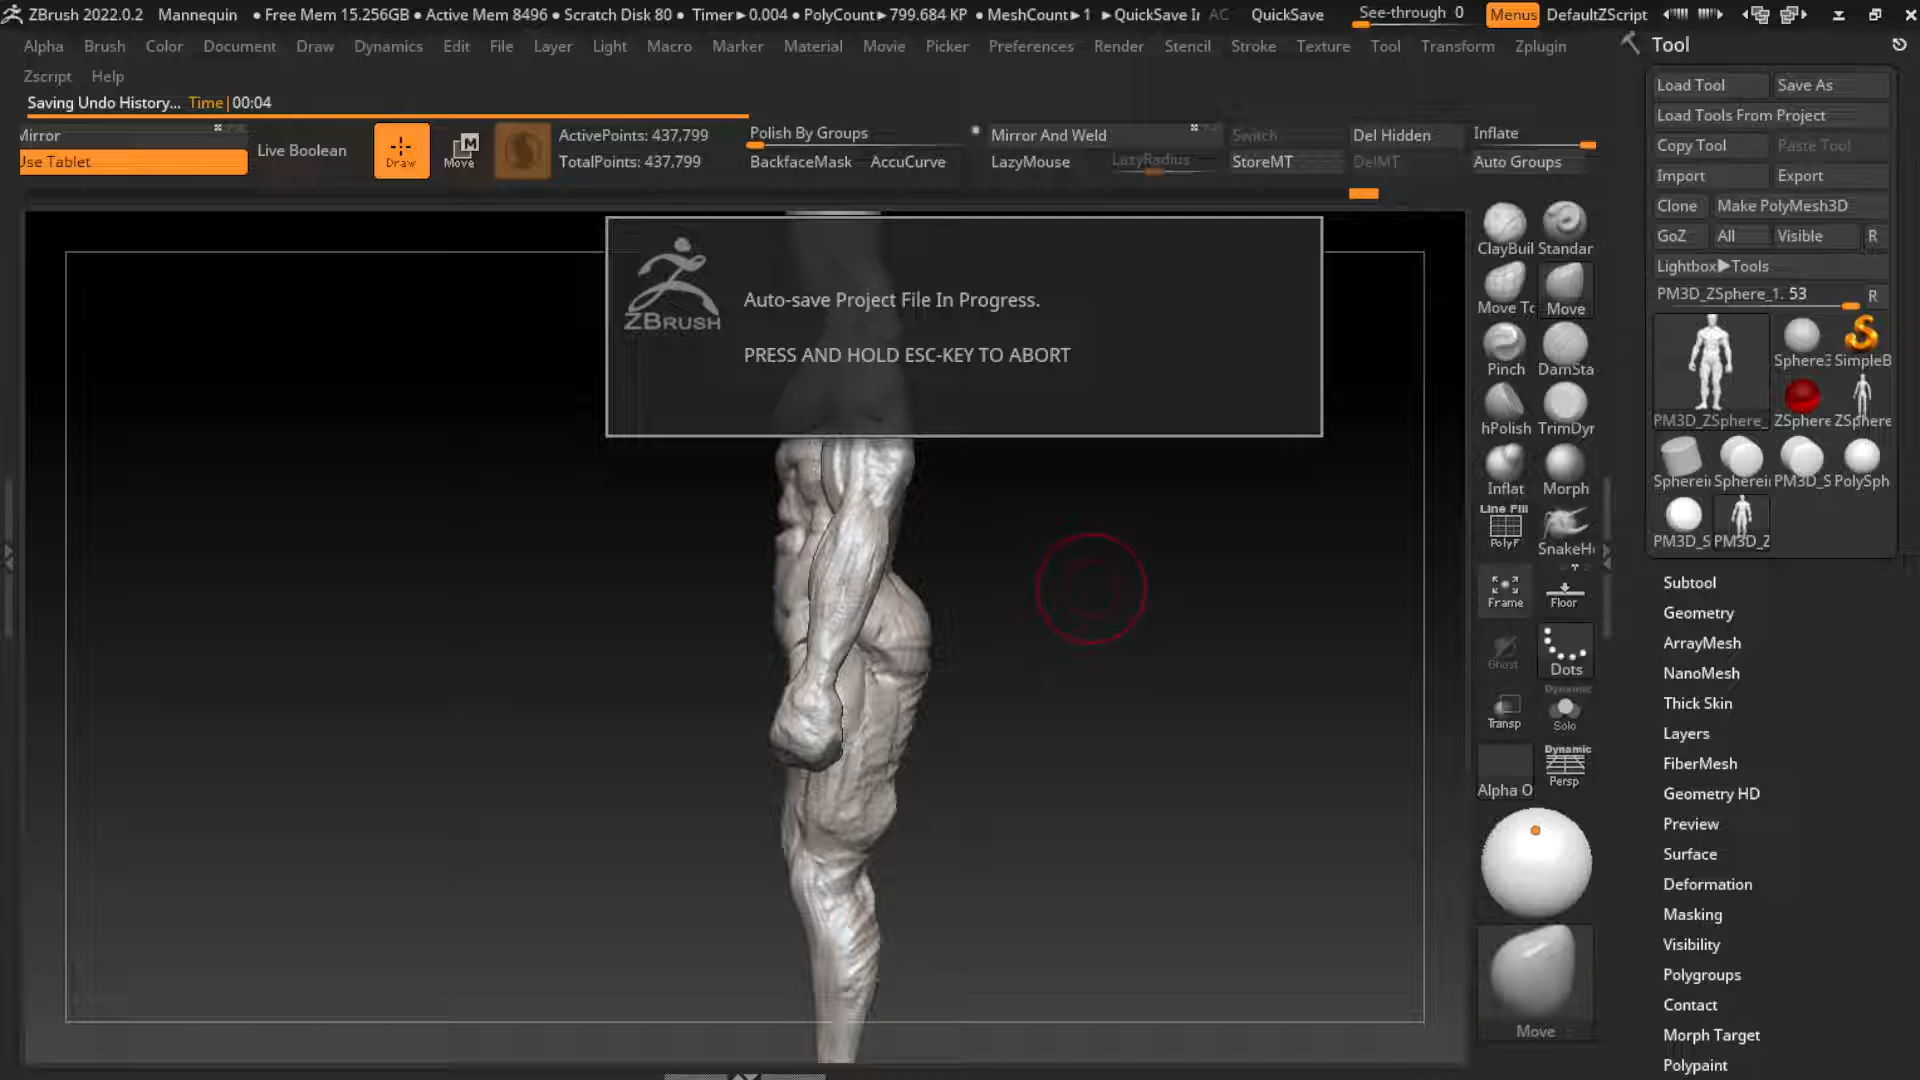 ZBrush 2022.0.2 Mannequin • Free Mem 15.256GB • Active Mem 8496 • Scratch Disk 80 • Timer▶0.004 • PolyCount▶799.684 KP • MeshCount▶1 ▶QuickSave In AC QuickSave See-through 0 Menus DefaultZScript
Alpha Brush Color Document Draw Dynamics Edit File Layer Light Macro Marker Material Movie Picker Preferences Render Stencil Stroke Texture Tool Transform Zplugin
Zscript Help
Saving Undo History... Time|00:04
Mirror
Use Tablet
Live Boolean
Draw
Move
ActivePoints: 437,799
TotalPoints: 437,799
Polish By Groups
BackfaceMask AccuCurve
Mirror And Weld
LazyMouse LazyRadius
Switch
StoreMT
Del Hidden
DelMT
Inflate
Auto Groups
ZBRUSH
Auto-save Project File In Progress.
PRESS AND HOLD ESC-KEY TO ABORT
ClayBuil Standar
Move To Move
Pinch DamSta
hPolish TrimDyn
Inflat Morph
Line Fill
PolyF
SnakeH
Frame Floor
Ghost
Dots
Transp
Dynamic
Solo
Alpha O
Dynamic
Persp
Move
Tool
Load Tool Save As
Load Tools From Project
Copy Tool Paste Tool
Import Export
Clone Make PolyMesh3D
GoZ All Visible R
Lightbox▶Tools
PM3D_ZSphere_1. 53 R
PM3D_ZSphere_
Sphere3 SimpleB
ZSphere ZSphere
Spherein Spherein PM3D_S PolySph
PM3D_S PM3D_Z
Subtool
Geometry
ArrayMesh
NanoMesh
Thick Skin
Layers
FiberMesh
Geometry HD
Preview
Surface
Deformation
Masking
Visibility
Polygroups
Contact
Morph Target
Polypaint